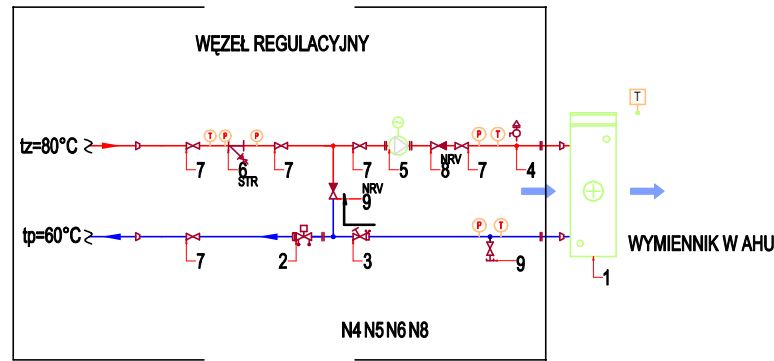 WĘZEŁ REGULACYJNY
T
tz=80°C
T P P
P T
7 6 7 7 5 8 NRV 7 4
STR
NRV
9
tp=60°C
P T
WYMIENNIK W AHU
7 2 3 9 1
N4 N5 N6 N8